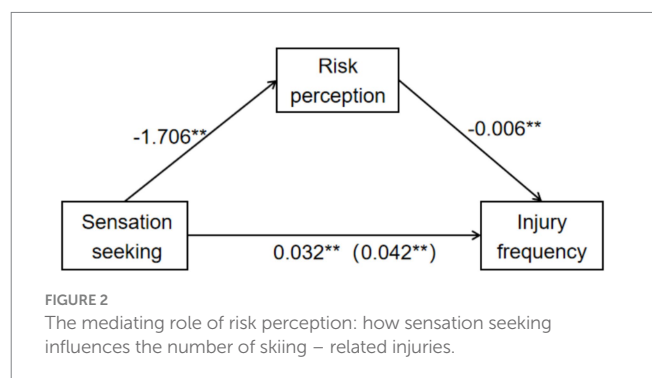 Risk
perception
-1.706**
-0.006**
Sensation
seeking
Injury
frequency
0.032** (0.042**)
FIGURE 2
The mediating role of risk perception: how sensation seeking
influences the number of skiing – related injuries.